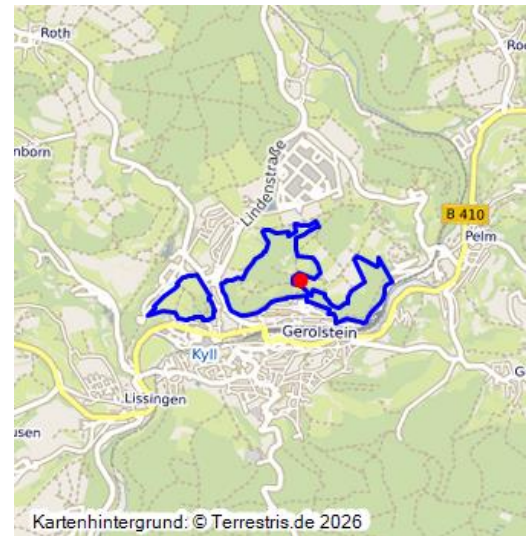 Roth
Ro
nborn
Lindenstraße
B 410
Pelm
Gerolstein
Kyll
G
Lissingen
usen
Kartenhintergrund: © Terrestris.de 2026